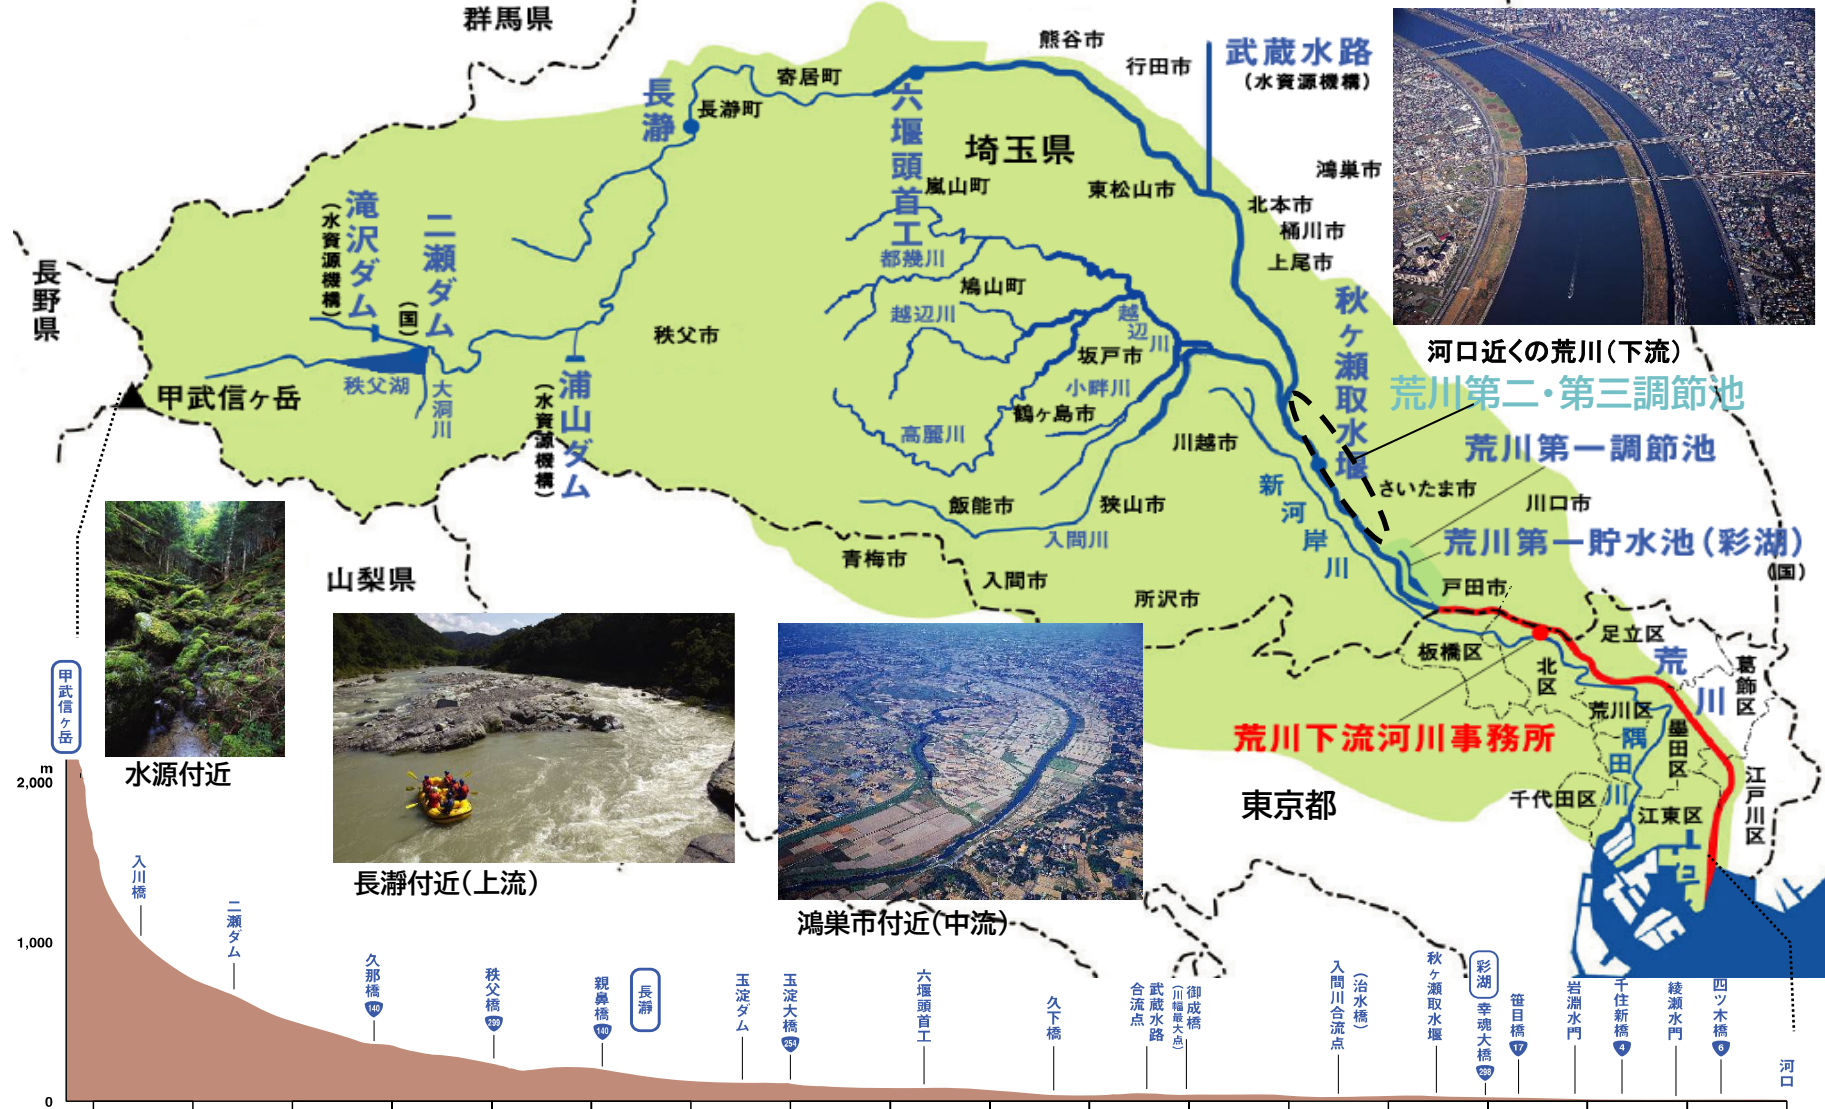 群馬県
熊谷市
行田市
武蔵水路
(水資源機構)
長瀞
長瀞町
寄居町
六堰頭首工
埼玉県
嵐山町
東松山市
鴻巣市
北本市
桶川市
上尾市
滝沢ダム
(水資源機構)
二瀬ダム
(国)
都幾川
鳩山町
越辺川
越辺川
長野県
秩父市
坂戸市
秋ヶ瀬取水堰
河口近くの荒川(下流)
荒川第二・第三調節池
甲武信ヶ岳
秩父湖
大洞川
浦山ダム
(水資源機構)
小畔川
鶴ヶ島市
高麗川
川越市
荒川第一調節池
さいたま市
新河岸川
川口市
飯能市
狭山市
入間川
荒川第一貯水池(彩湖)
(国)
青梅市
入間市
所沢市
戸田市
山梨県
板橋区
北区
足立区
荒川
葛飾区
荒川区
隅田川
墨田区
荒川下流河川事務所
東京都
千代田区
江東区
江戸川区
水源付近
長瀞付近(上流)
鴻巣市付近(中流)
甲武信ヶ岳
m
2,000
1,000
0
入川橋
二瀬ダム
久那橋
140
秩父橋
299
親鼻橋
140
長瀞
玉淀ダム
玉淀大橋
254
六堰頭首工
久下橋
武蔵水路
合流点
御成橋
(川幅最大点)
入間川合流点
(治水橋)
秋ヶ瀬取水堰
彩湖
幸魂大橋
298
笹目橋
17
岩淵水門
千住新橋
4
綾瀬水門
四ツ木橋
6
河口